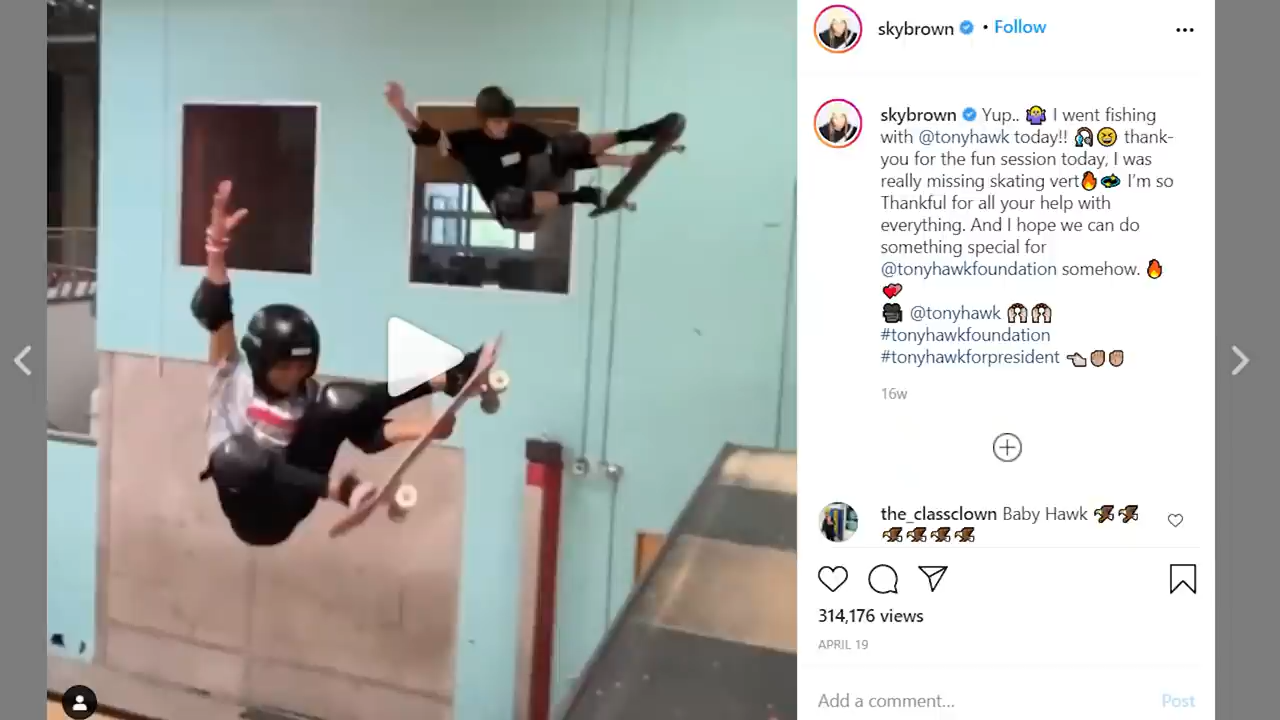 skybrown • Follow
skybrown Yup.. 🤷‍♀️ I went fishing
with @tonyhawk today!! 🎣😆 thank-
you for the fun session today, I was
really missing skating vert🔥 I'm so
Thankful for all your help with
everything. And I hope we can do
something special for
@tonyhawkfoundation somehow. 🔥
💕
🎥 @tonyhawk 🙌🏼🙌🏼
#tonyhawkfoundation
#tonyhawkforpresident
16w
the_classclown Baby Hawk
314,176 views
APRIL 19
Add a comment...
Post